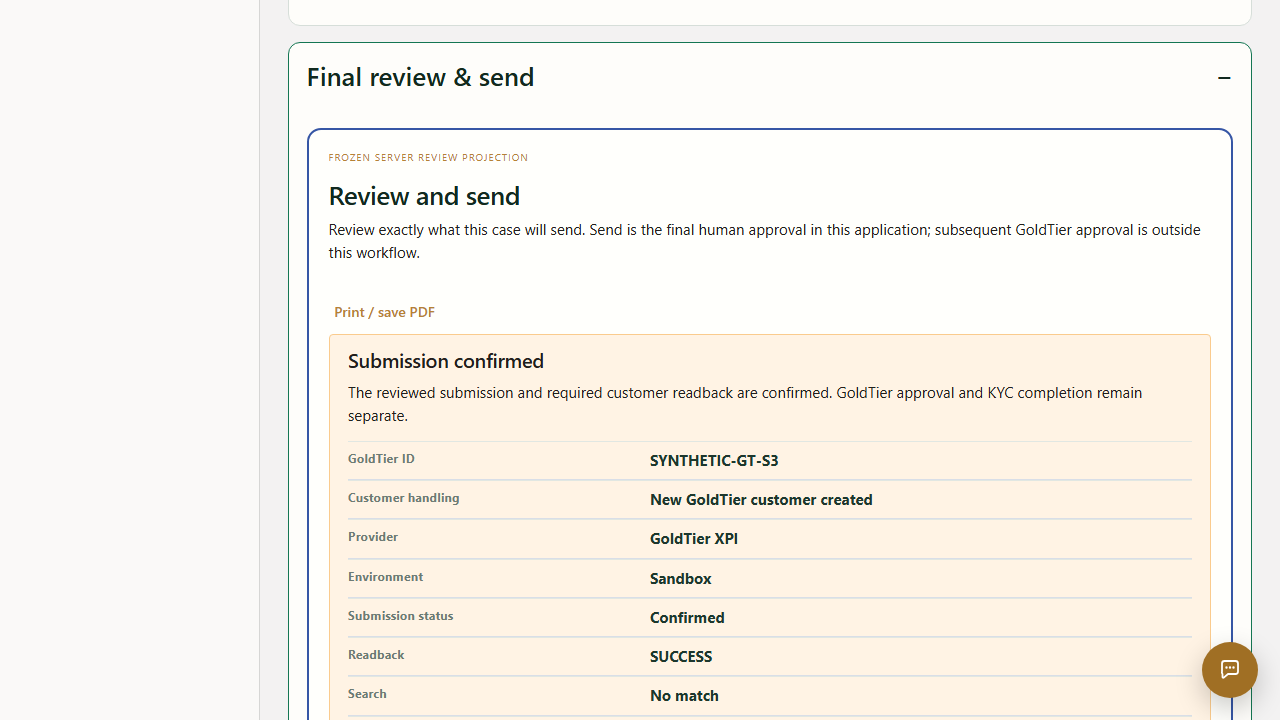 Final review & send
FROZEN SERVER REVIEW PROJECTION
Review and send
Review exactly what this case will send. Send is the final human approval in this application; subsequent GoldTier approval is outside
this workflow.
Print / save PDF
Submission confirmed
The reviewed submission and required customer readback are confirmed. GoldTier approval and KYC completion remain
separate.
GoldTier ID SYNTHETIC-GT-S3
Customer handling New GoldTier customer created
Provider GoldTier XPI
Environment Sandbox
Submission status Confirmed
Readback SUCCESS
Search No match